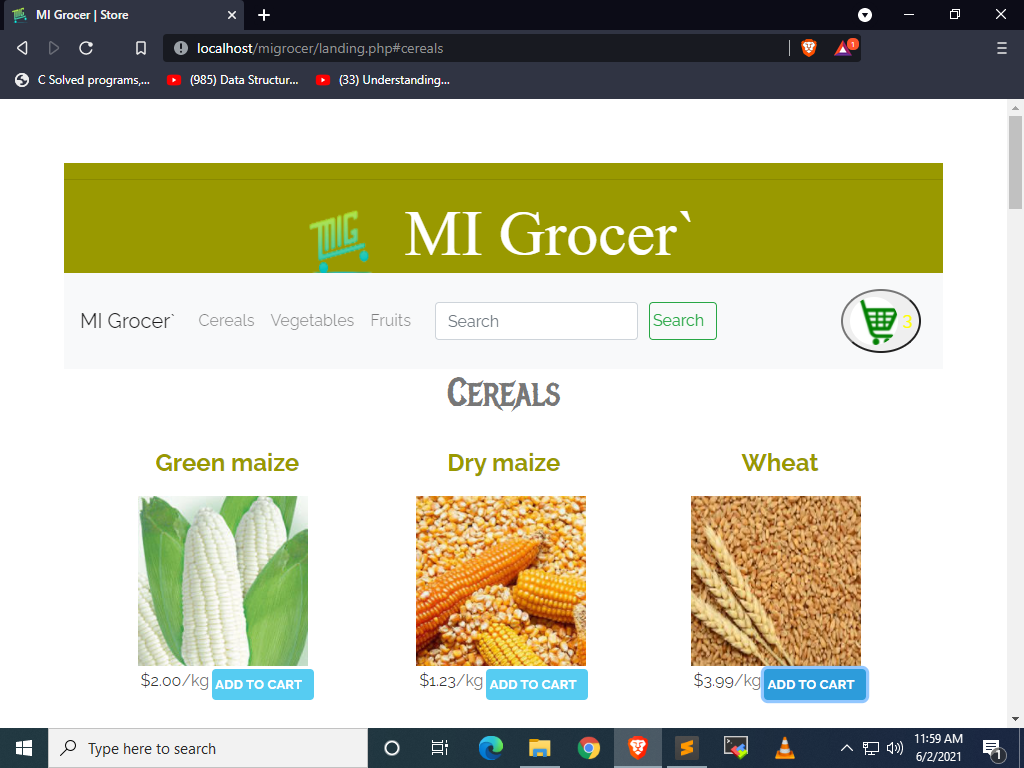 MI Grocer | Store
localhost/migrocer/landing.php#cereals
1
C Solved programs,...
(985) Data Structur...
(33) Understanding...
MIG
MI Grocer`
MI Grocer`
Cereals
Vegetables
Fruits
Search
Search
3
Cereals
Green maize
Dry maize
Wheat
$2.00/kg
ADD TO CART
$1.23/kg
ADD TO CART
$3.99/kg
ADD TO CART
Type here to search
11:59 AM
6/2/2021
1